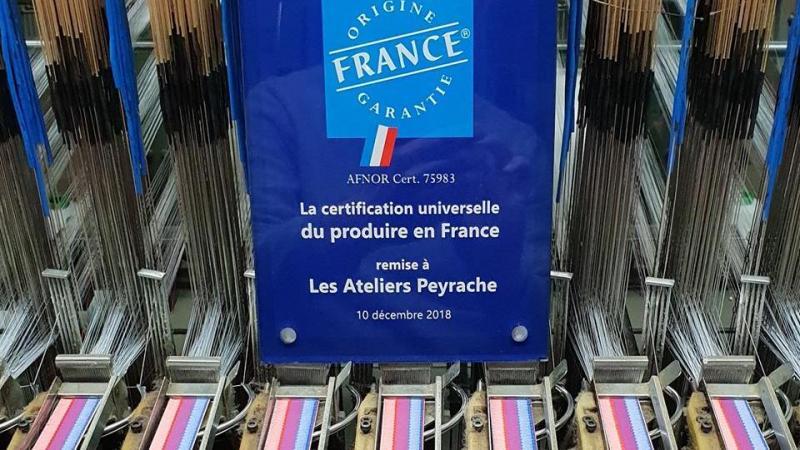 ORIGINE
FRANCE®
GARANTIE
AFNOR Cert. 75983
La certification universelle
du produire en France
remise à
Les Ateliers Peyrache
10 décembre 2018